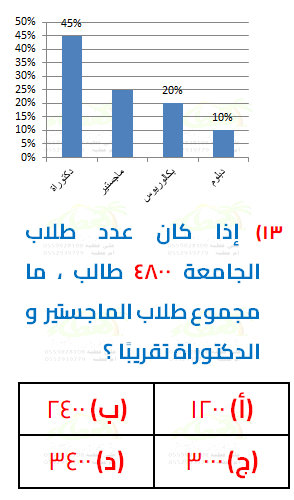 50%
45%
40%
35%
30%
25%
20%
15%
10%
5%
0%
45%
20%
10%
دكتوراة
ماجستير
بكالوريوس
دبلوم
١٣) إذا كان عدد طلاب
الجامعة ٤٨٠٠ طالب ، ما
مجموع طلاب الماجستير و
الدكتوراة تقريبًا ؟
(أ) ١٢٠٠
(ب) ٢٤٠٠
(ج) ٣٠٠٠
(د) ٣٤٠٠